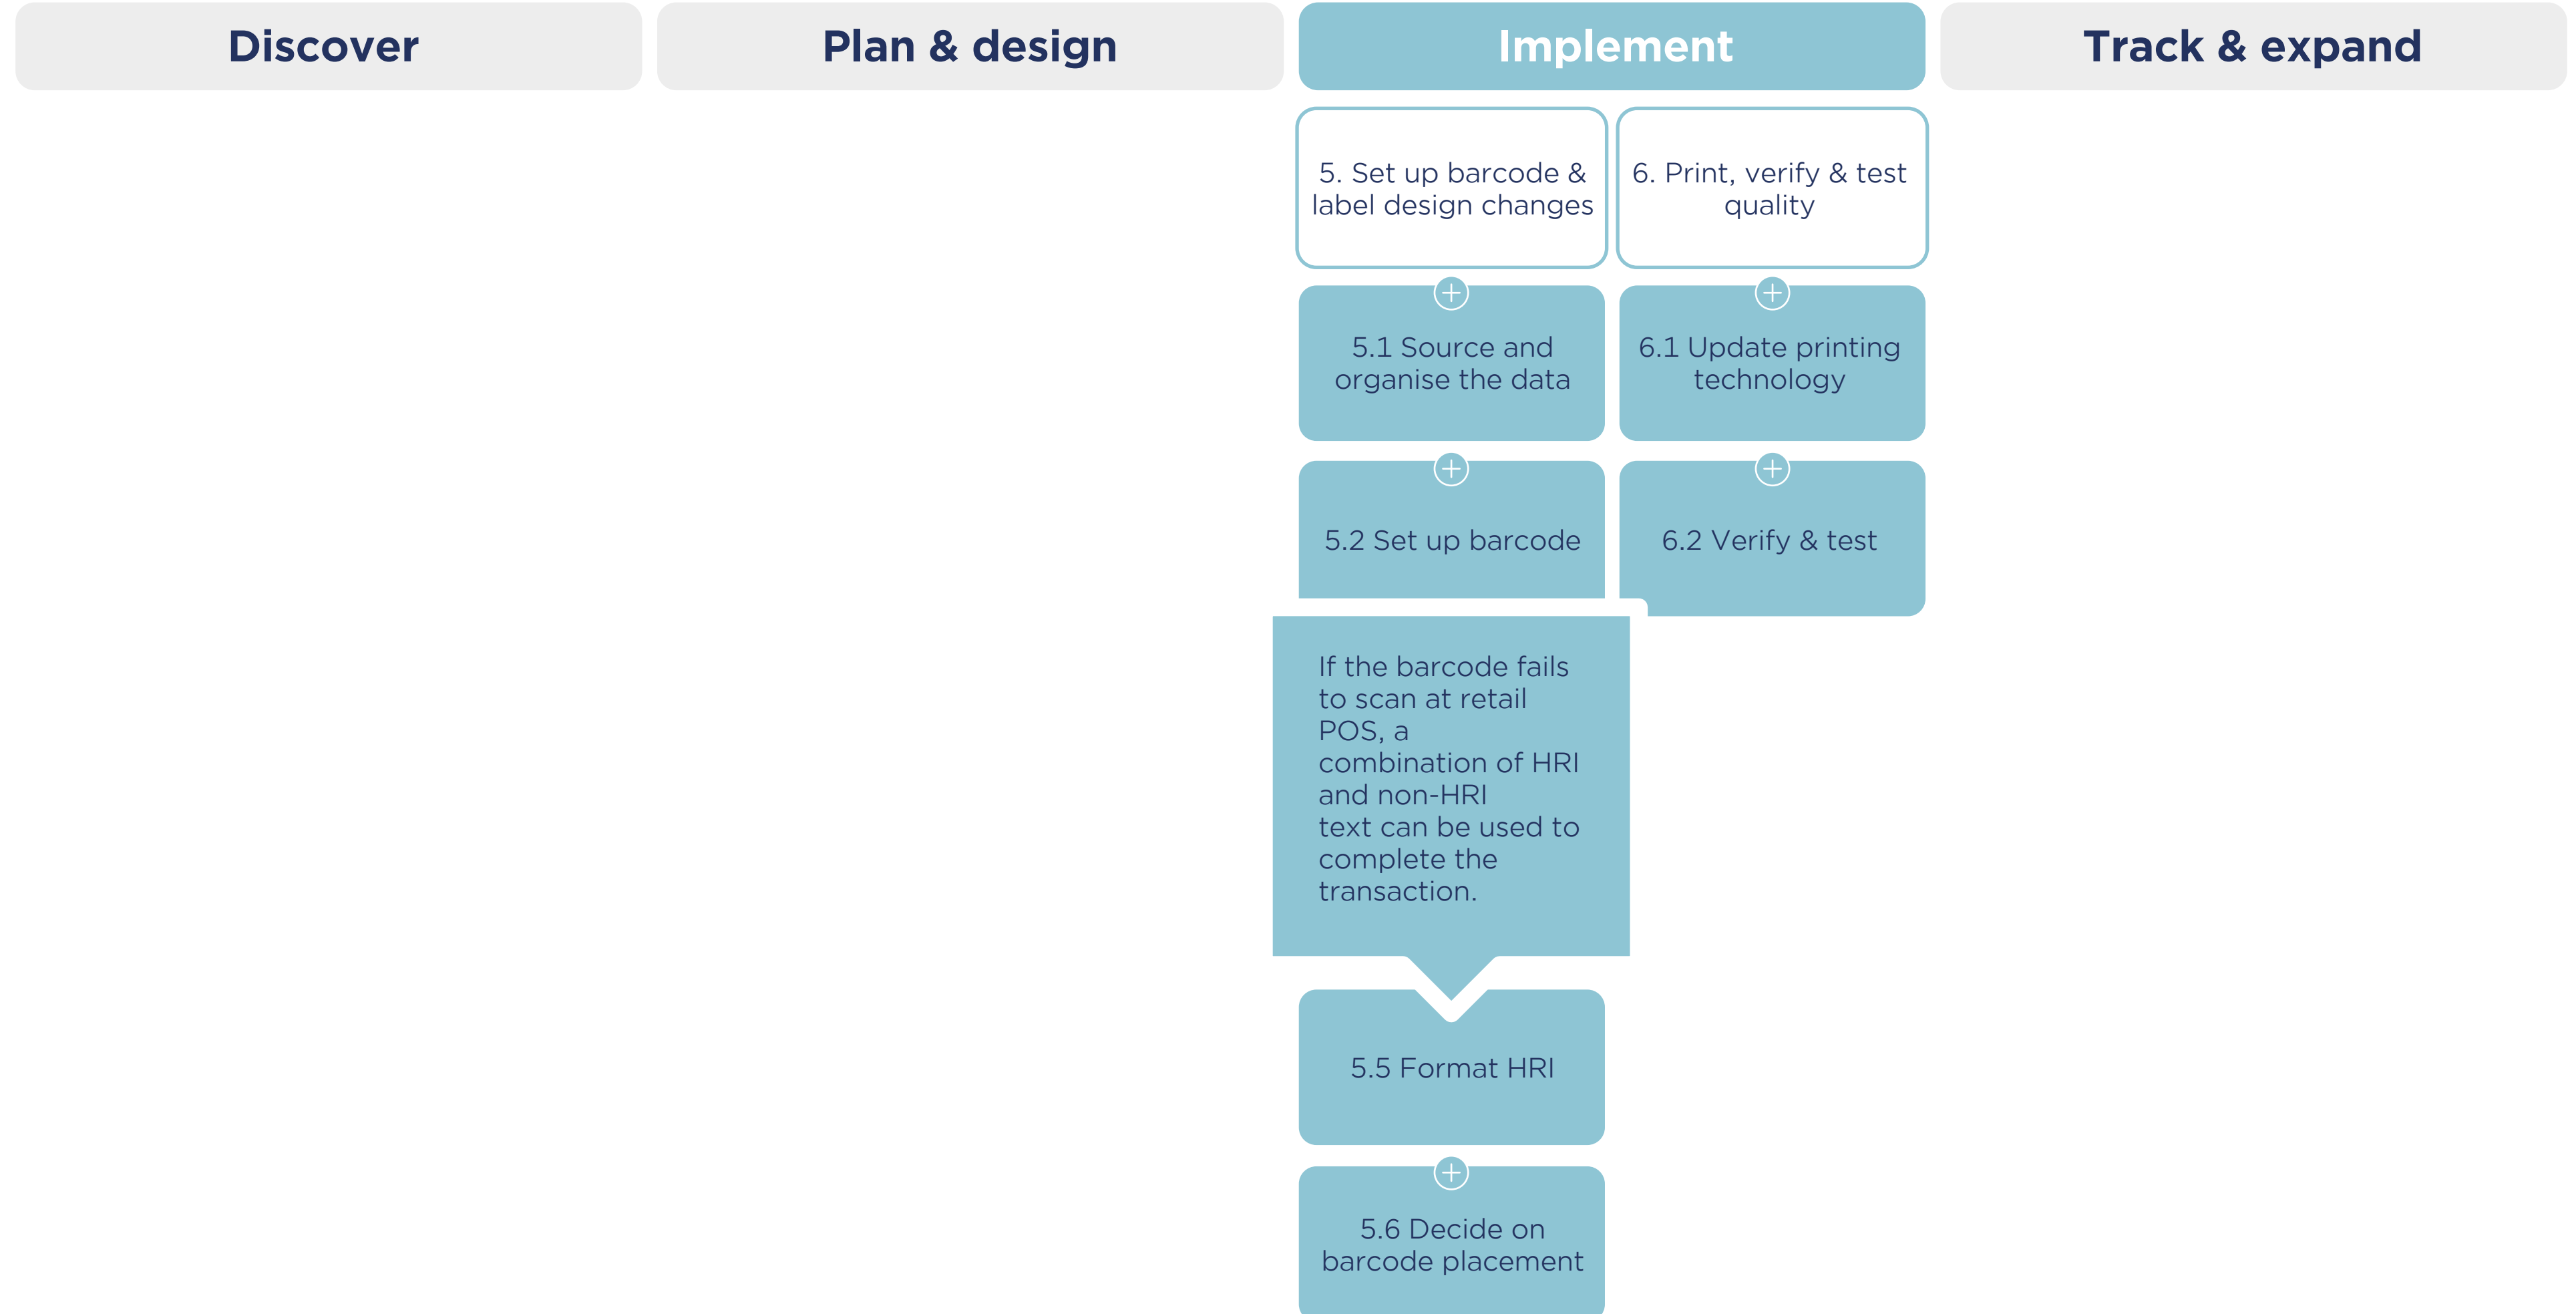 Discover
Plan & design
Implement
Track & expand
5. Set up barcode &
label design changes
6. Print, verify & test
quality
5.1 Source and
organise the data
6.1 Update printing
technology
5.2 Set up barcode
6.2 Verify & test
If the barcode fails
to scan at retail
POS, a
combination of HRI
and non-HRI
text can be used to
complete the
transaction.
5.5 Format HRI
5.6 Decide on
barcode placement